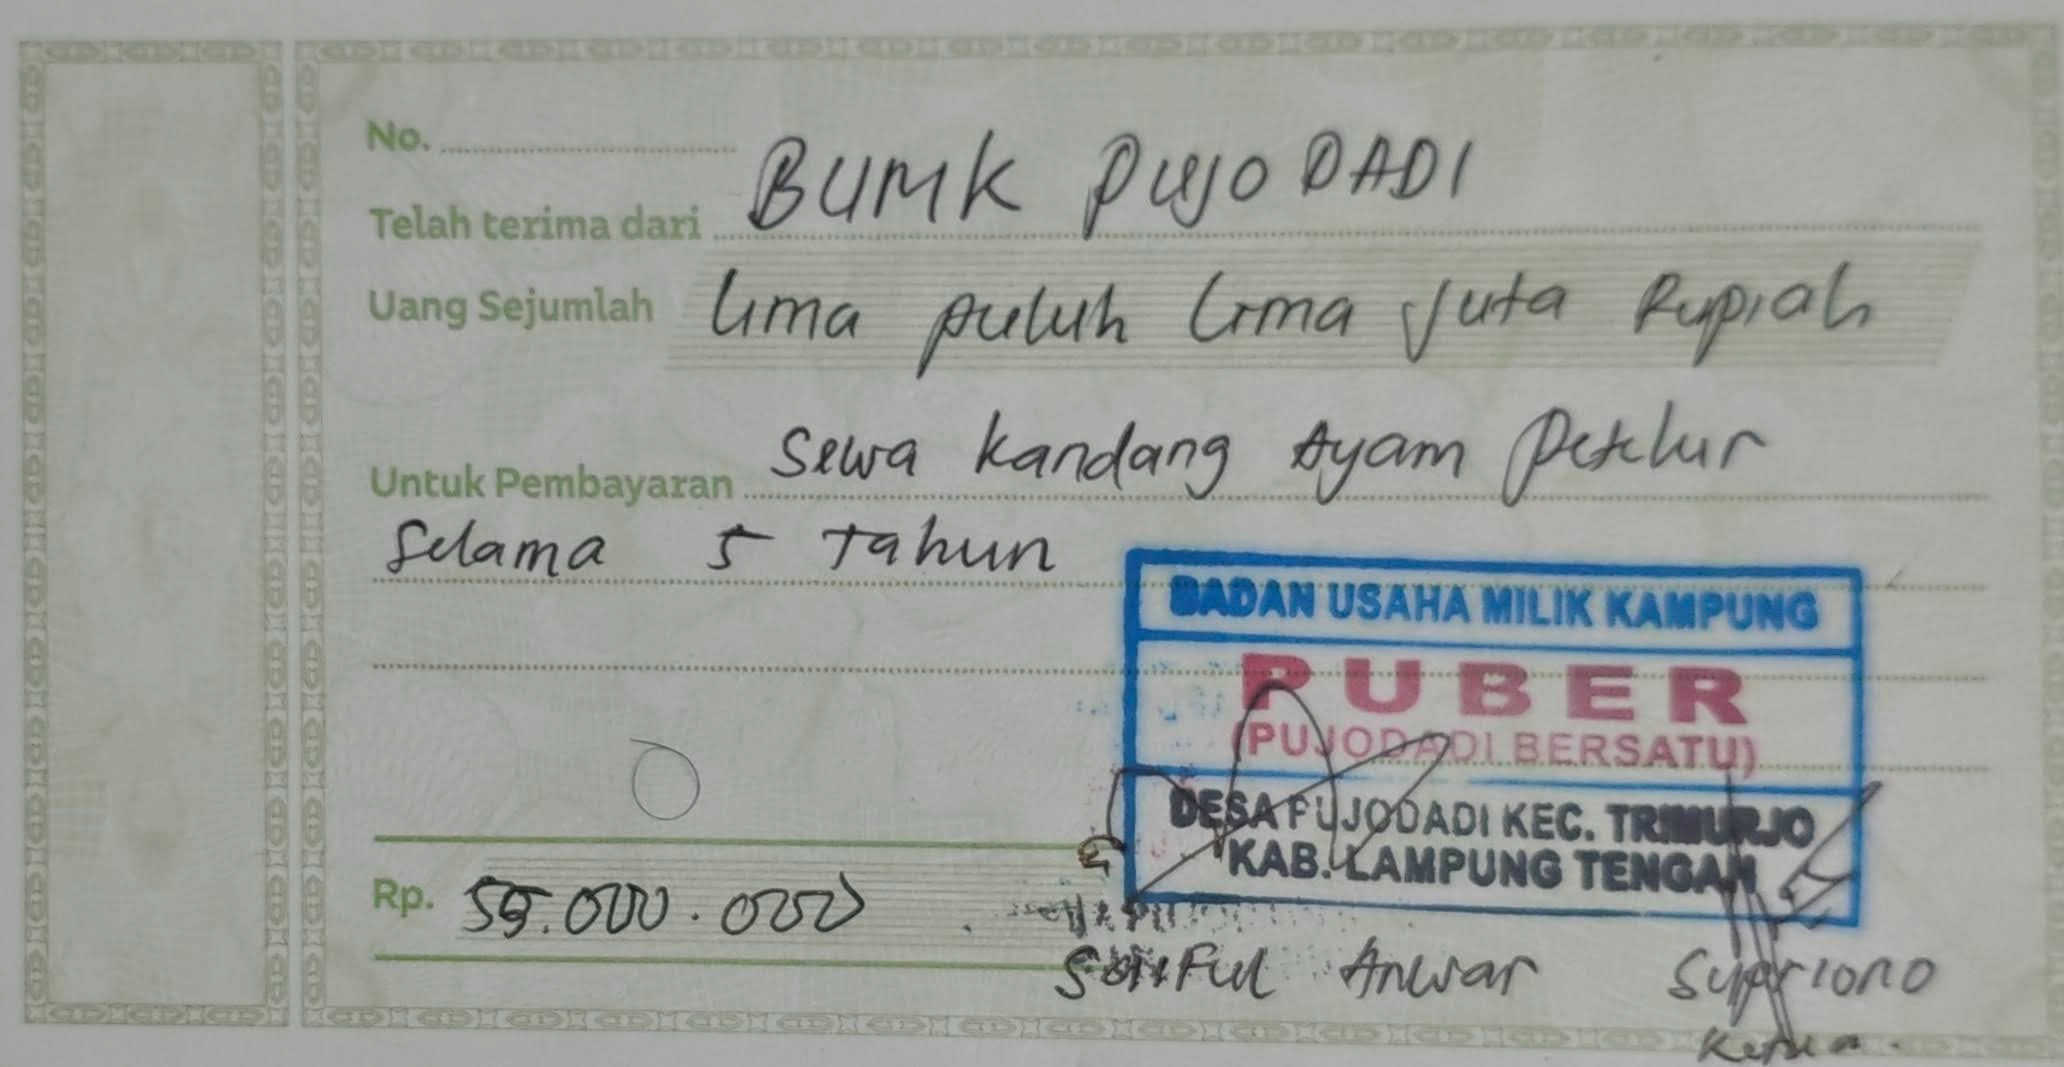 No.
Telah terima dari BUMK PUJODADI
Uang Sejumlah lima puluh lima Juta Rupiah
Untuk Pembayaran Sewa kandang Ayam Petelur
Selama 5 Tahun
BADAN USAHA MILIK KAMPUNG
PUBER
(PUJODADI BERSATU)
DESA PUJODADI KEC. TRIMURJO
KAB. LAMPUNG TENGAH
Rp. 55.000.000
Saiful Anwar Supriono
Ketua.